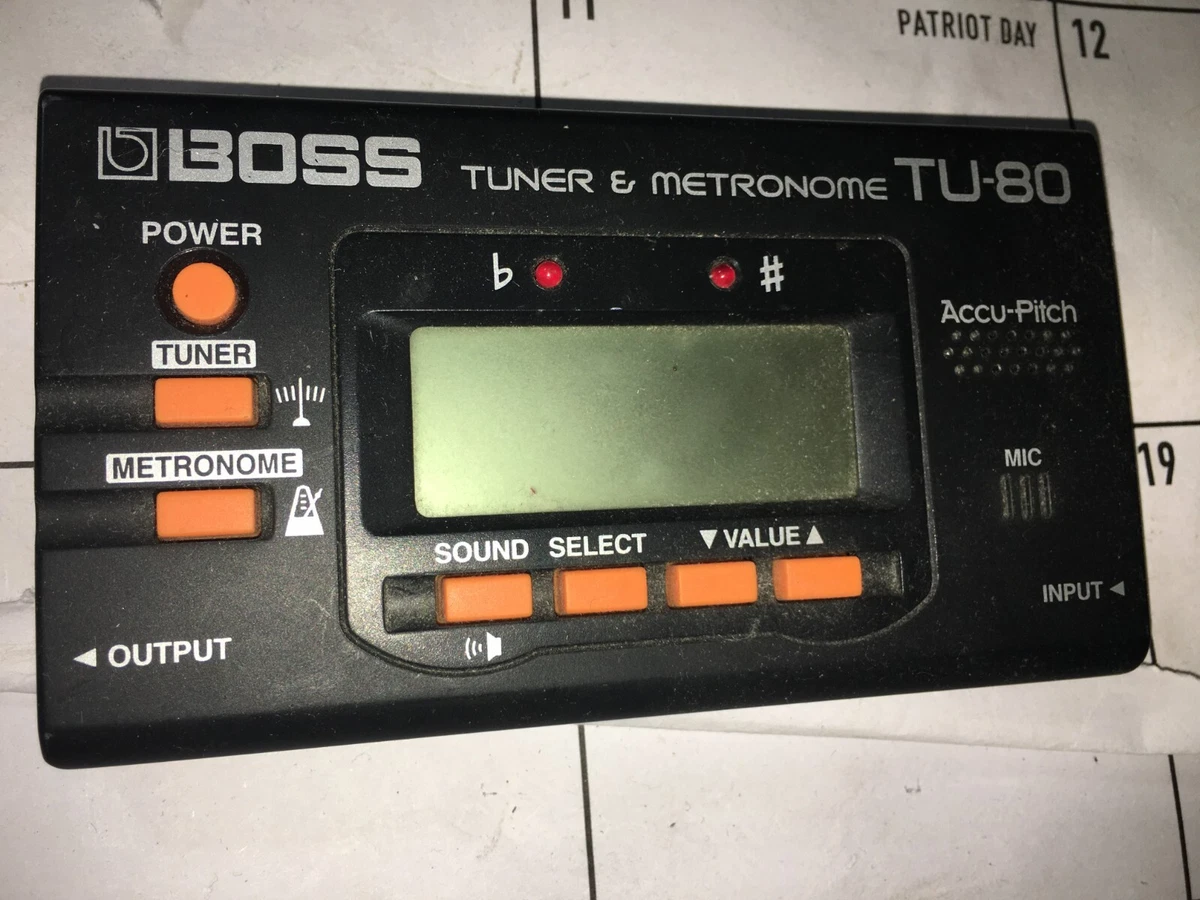 11
PATRIOT DAY
12
BOSS TUNER & METRONOME TU-80
POWER
♭ ♯
Accu-Pitch
TUNER
METRONOME
MIC
19
SOUND SELECT ▼ VALUE ▲
INPUT ◀
◀ OUTPUT